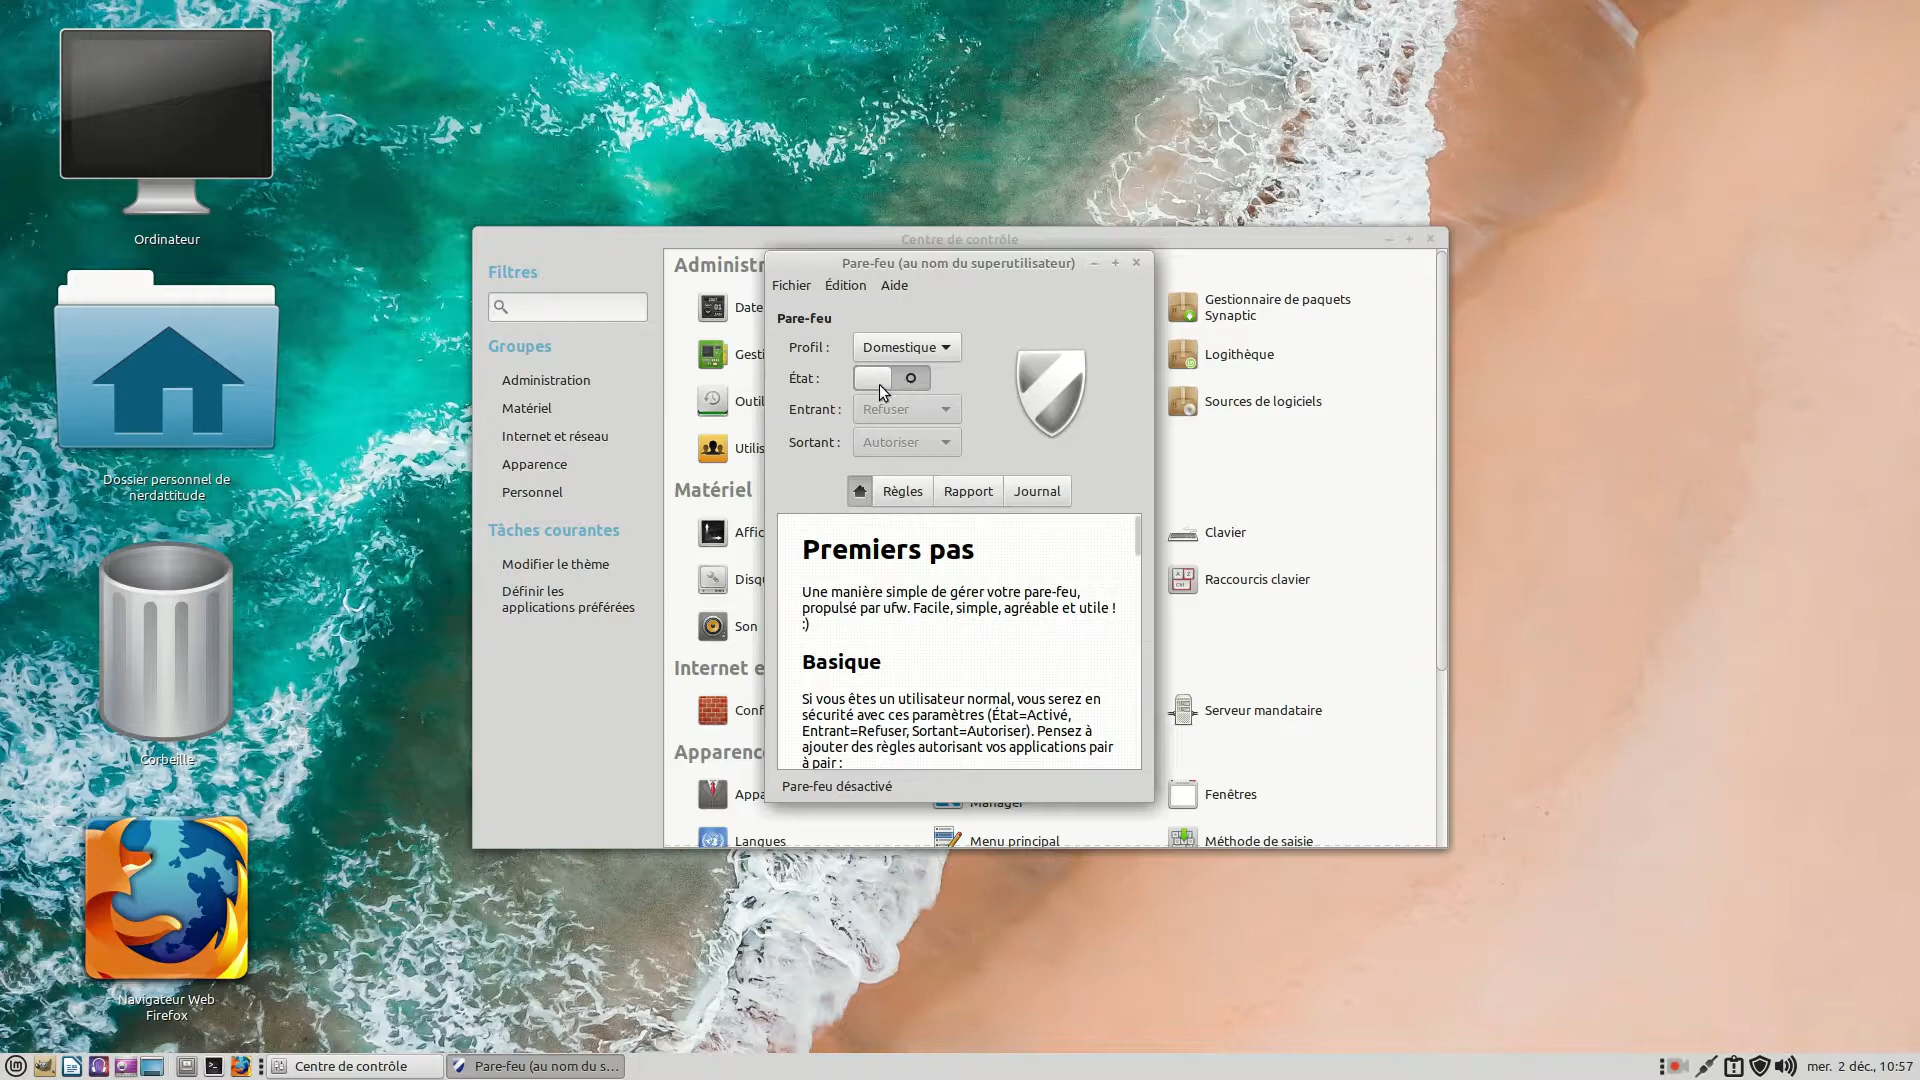 Ordinateur
Dossier personnel de
nerdattitude
Corbeille
Navigateur Web
Firefox
Centre de contrôle
Filtres
Groupes
Administration
Matériel
Internet et réseau
Apparence
Personnel
Tâches courantes
Modifier le thème
Définir les
applications préférées
Administr
Date
Gesti
Outil
Utilis
Matériel
Affic
Disqu
Son
Internet e
Conf
Apparenc
Appa
Langues
Manager
Menu principal
Gestionnaire de paquets
Synaptic
Logithèque
Sources de logiciels
Clavier
Raccourcis clavier
Serveur mandataire
Fenêtres
Méthode de saisie
Pare-feu (au nom du superutilisateur)
Fichier Édition Aide
Pare-feu
Profil : Domestique
État :
Entrant : Refuser
Sortant : Autoriser
Règles Rapport Journal
Premiers pas
Une manière simple de gérer votre pare-feu,
propulsé par ufw. Facile, simple, agréable et utile !
:)
Basique
Si vous êtes un utilisateur normal, vous serez en
sécurité avec ces paramètres (État=Activé,
Entrant=Refuser, Sortant=Autoriser). Pensez à
ajouter des règles autorisant vos applications pair
à pair :
Pare-feu désactivé
Centre de contrôle
Pare-feu (au nom du s...
mer. 2 déc., 10:57